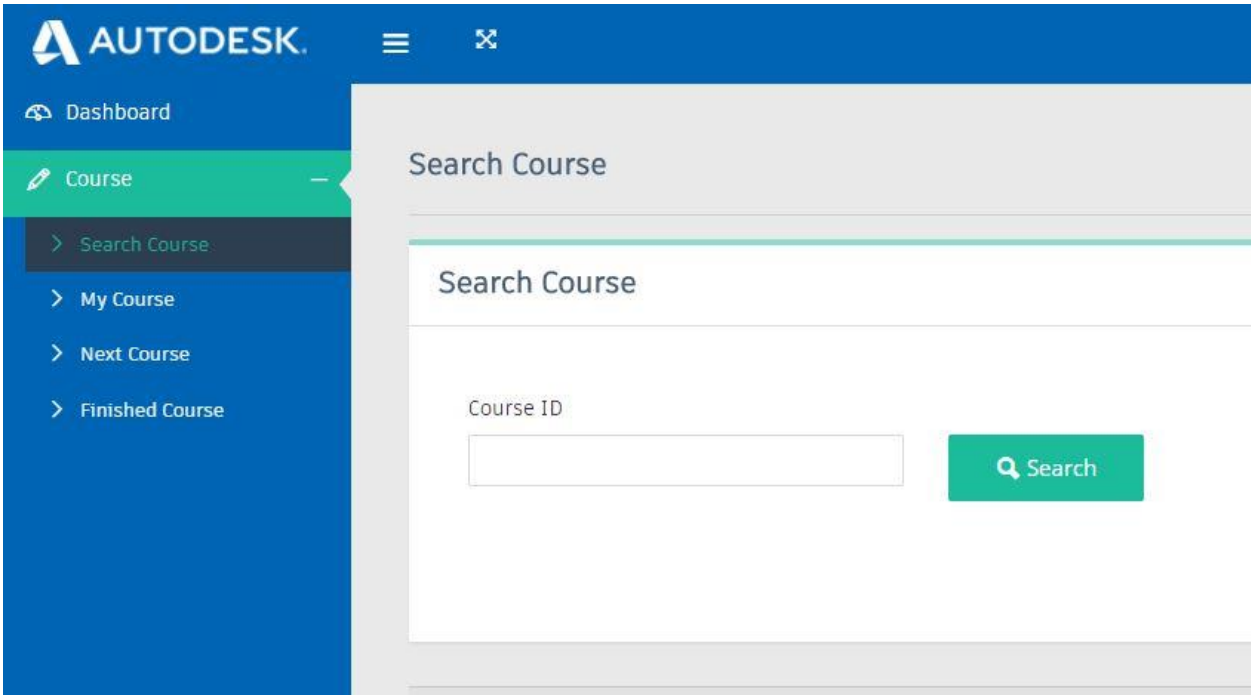 AUTODESK.
Dashboard
Course
Search Course
My Course
Next Course
Finished Course
Search Course
Search Course
Course ID
Search